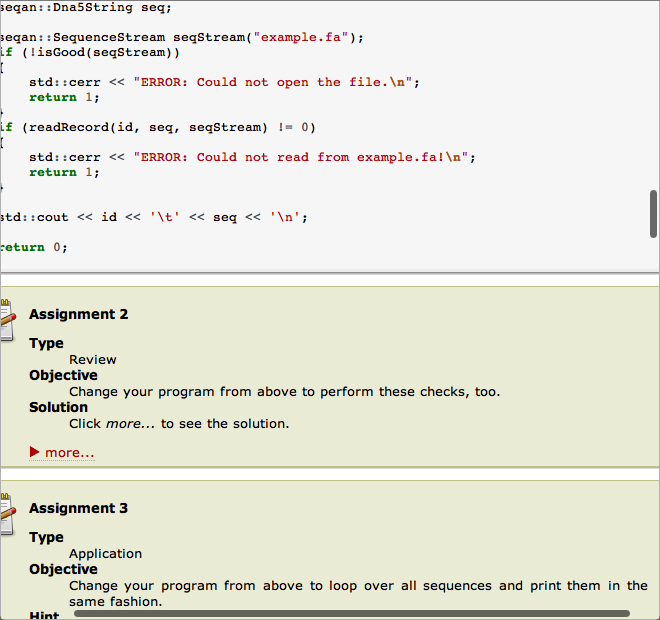 seqan::Dna5String seq;
seqan::SequenceStream seqStream("example.fa");
if (!isGood(seqStream))
{
std::cerr << "ERROR: Could not open the file.\n";
return 1;
}
if (readRecord(id, seq, seqStream) != 0)
{
std::cerr << "ERROR: Could not read from example.fa!\n";
return 1;
}
std::cout << id << '\t' << seq << '\n';
return 0;
Assignment 2
Type
Review
Objective
Change your program from above to perform these checks, too.
Solution
Click more... to see the solution.
more...
Assignment 3
Type
Application
Objective
Change your program from above to loop over all sequences and print them in the
same fashion.
Hint